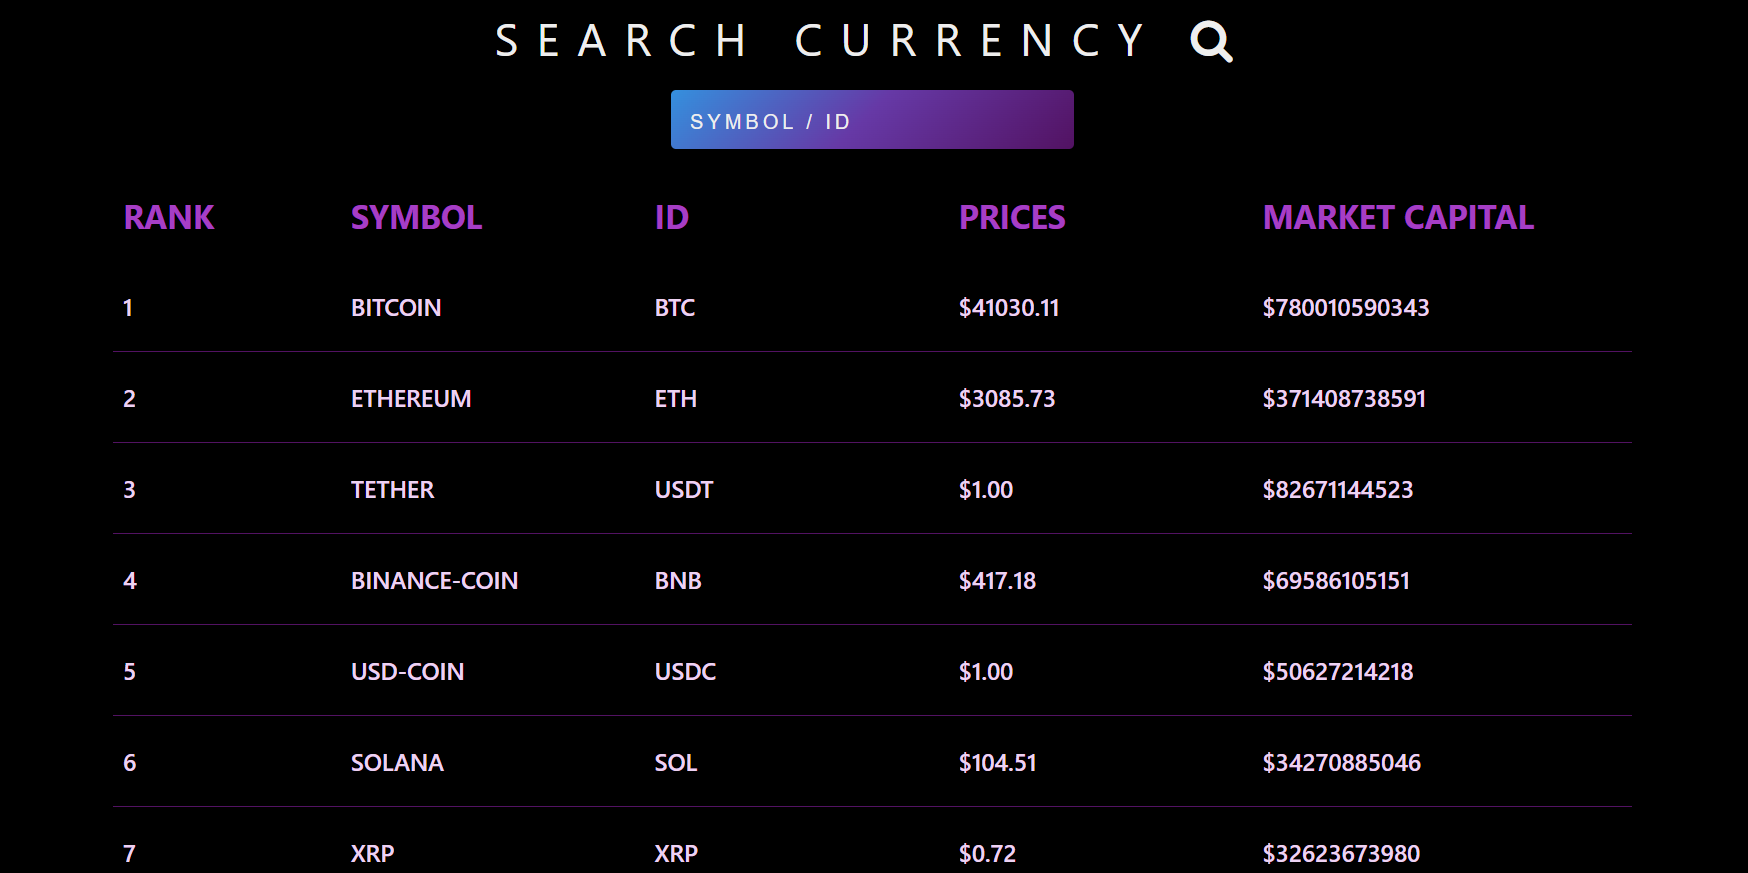 SEARCH CURRENCY
SYMBOL / ID
RANK SYMBOL ID PRICES MARKET CAPITAL
1 BITCOIN BTC $41030.11 $780010590343
2 ETHEREUM ETH $3085.73 $371408738591
3 TETHER USDT $1.00 $82671144523
4 BINANCE-COIN BNB $417.18 $69586105151
5 USD-COIN USDC $1.00 $50627214218
6 SOLANA SOL $104.51 $34270885046
7 XRP XRP $0.72 $32623673980